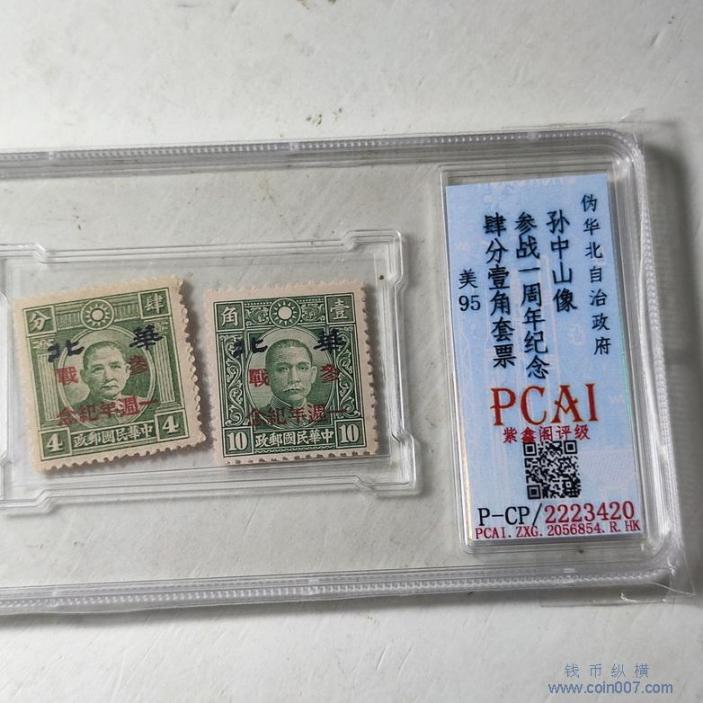 分 肆
北 華
參
戰
念紀年週一
4 政郵國民華中 4
角 壹
北 華
參
戰
念紀年週一
10 政郵國民華中 10
伪华北自治政府
孙中山像
参战一周年纪念
肆分壹角套票
美
95
PCAI
紫鑫阁评级
P-CP/2223420
PCAI.ZXG.2056854.R.HK
钱币纵横
www.coin007.com